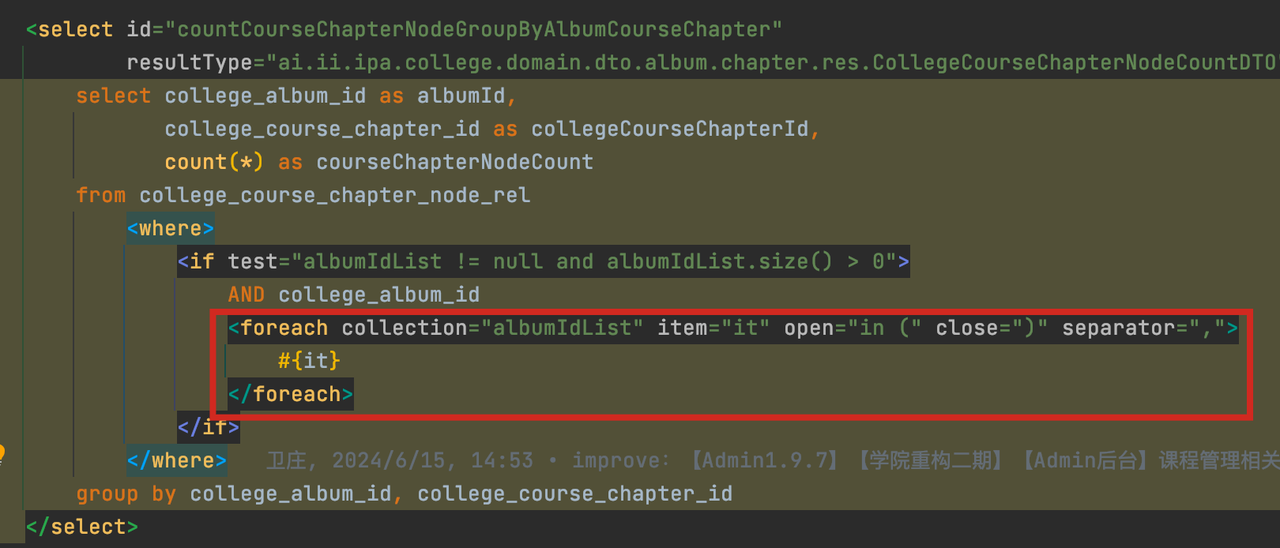 <select id="countCourseChapterNodeGroupByAlbumCourseChapter"
resultType="ai.ii.ipa.college.domain.dto.album.chapter.res.CollegeCourseChapterNodeCountDTO
select college_album_id as albumId,
college_course_chapter_id as collegeCourseChapterId,
count(*) as courseChapterNodeCount
from college_course_chapter_node_rel
<where>
<if test="albumIdList != null and albumIdList.size() > 0">
AND college_album_id
<foreach collection="albumIdList" item="it" open="in (" close=")" separator=",">
#{it}
</foreach>
</if>
</where> 卫庄, 2024/6/15, 14:53 • improve: 【Admin1.9.7】【学院重构二期】【Admin后台】课程管理相关
group by college_album_id, college_course_chapter_id
</select>